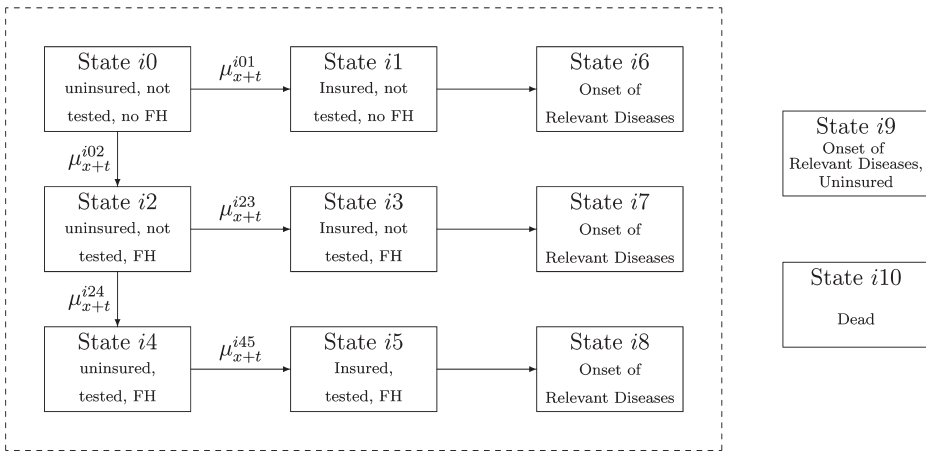 State i0
uninsured, not
tested, no FH
μ^{i01}_{x+t}
State i1
Insured, not
tested, no FH
State i6
Onset of
Relevant Diseases
μ^{i02}_{x+t}
State i2
uninsured, not
tested, FH
μ^{i23}_{x+t}
State i3
Insured, not
tested, FH
State i7
Onset of
Relevant Diseases
μ^{i24}_{x+t}
State i4
uninsured,
tested, FH
μ^{i45}_{x+t}
State i5
Insured,
tested, FH
State i8
Onset of
Relevant Diseases
State i9
Onset of
Relevant Diseases,
Uninsured
State i10
Dead